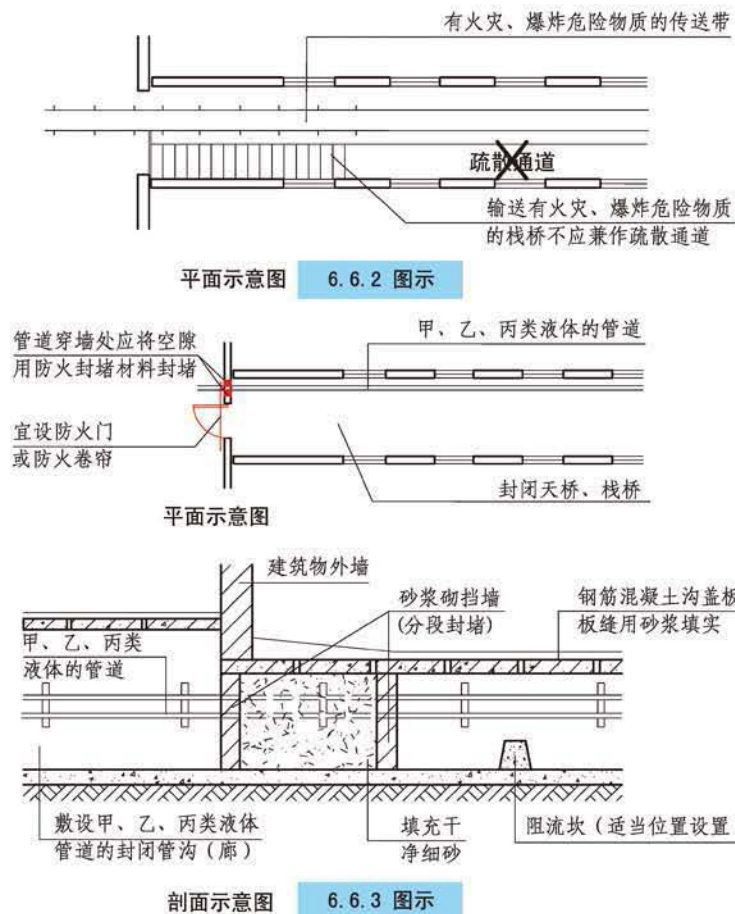 有火灾、爆炸危险物质的传送带
疏散通道
输送有火灾、爆炸危险物质
的栈桥不应兼作疏散通道
平面示意图 6.6.2 图示
管道穿墙处应将空隙
用防火封堵材料封堵
甲、乙、丙类液体的管道
宜设防火门
或防火卷帘
封闭天桥、栈桥
平面示意图
建筑物外墙
砂浆砌挡墙
(分段封堵)
钢筋混凝土沟盖板
板缝用砂浆填实
甲、乙、丙类
液体的管道
敷设甲、乙、丙类液体
管道的封闭管沟（廊）
填充干
净细砂
阻流坎（适当位置设置
剖面示意图 6.6.3 图示